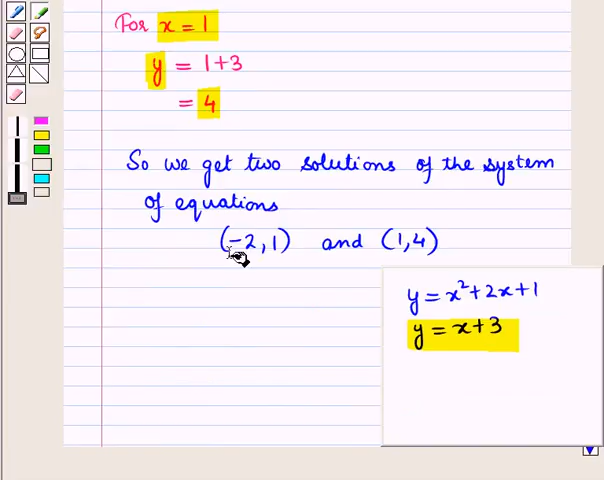 For x = 1
y = 1+3
= 4
So we get two solutions of the system
of equations
(-2, 1) and (1, 4)
y = x² + 2x + 1
y = x + 3